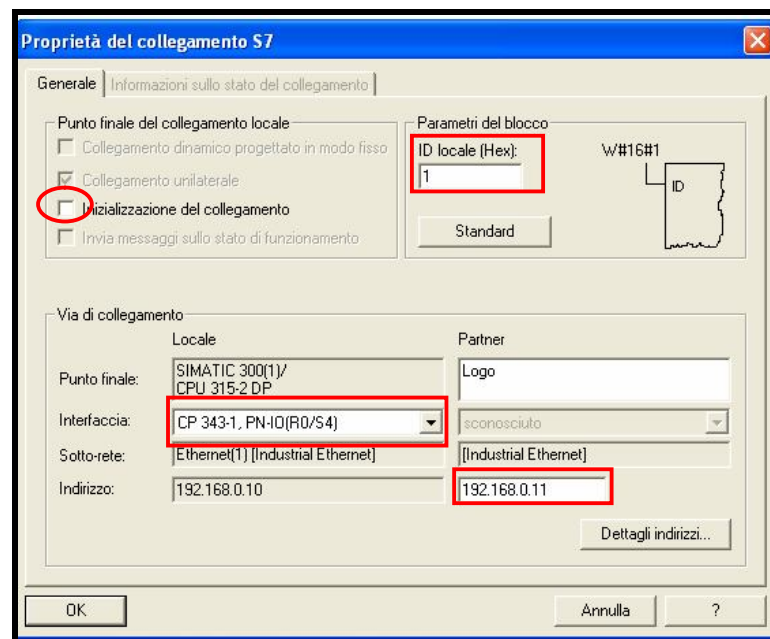 Proprietà del collegamento S7
Generale
Informazioni sullo stato del collegamento
Punto finale del collegamento locale
Collegamento dinamico progettato in modo fisso
Collegamento unilaterale
Inizializzazione del collegamento
Invia messaggi sullo stato di funzionamento
Parametri del blocco
ID locale (Hex):
1
W#16#1
ID
Standard
Via di collegamento
Locale
Partner
Punto finale:
SIMATIC 300(1)/
CPU 315-2 DP
Logo
Interfaccia:
CP 343-1, PN-IO(R0/S4)
sconosciuto
Sotto-rete:
Ethernet(1) [Industrial Ethernet]
[Industrial Ethernet]
Indirizzo:
192.168.0.10
192.168.0.11
Dettagli indirizzi...
OK
Annulla
?